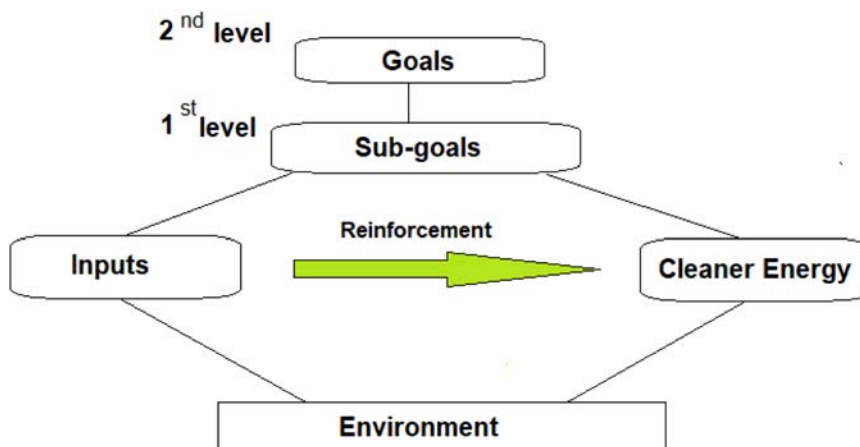 2nd level
Goals
1st level
Sub-goals
Reinforcement
Inputs
Cleaner Energy
Environment